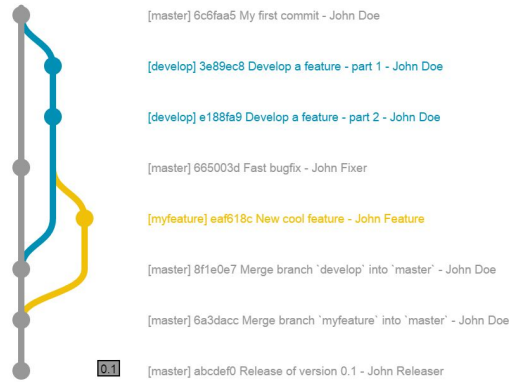 [master] 6c6faa5 My first commit - John Doe
[develop] 3e89ec8 Develop a feature - part 1 - John Doe
[develop] e188fa9 Develop a feature - part 2 - John Doe
[master] 665003d Fast bugfix - John Fixer
[myfeature] eaf618c New cool feature - John Feature
[master] 8f1e0e7 Merge branch `develop` into `master` - John Doe
[master] 6a3dacc Merge branch `myfeature` into `master` - John Doe
0.1 [master] abcdef0 Release of version 0.1 - John Releaser